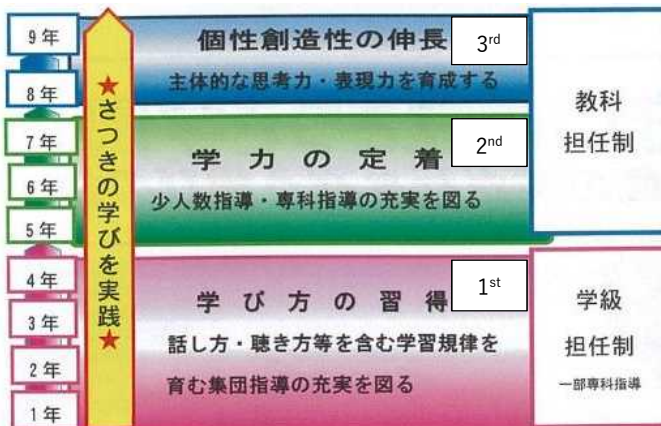 9年
8年
7年
6年
5年
4年
3年
2年
1年
★さつきの学びを実践★
個性創造性の伸長
3rd
主体的な思考力・表現力を育成する
学力の定着
2nd
少人数指導・専科指導の充実を図る
学び方の習得
1st
話し方・聴き方等を含む学習規律を
育む集団指導の充実を図る
教科
担任制
学級
担任制
一部専科指導